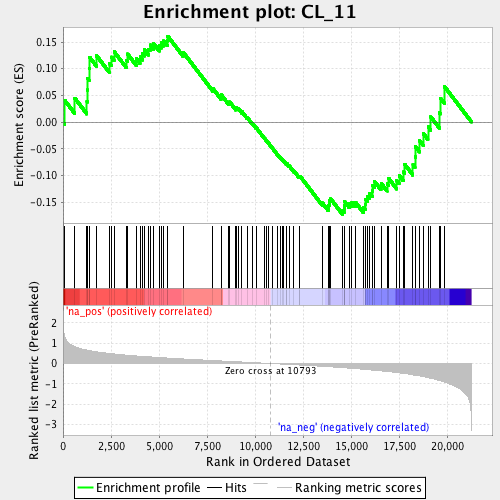 Enrichment plot: CL_11
Enrichment score (ES)
0.15
0.10
0.05
0.00
-0.05
-0.10
-0.15
'na_pos' (positively correlated)
Ranked list metric (PreRanked)
2
1
0
-1
-2
-3
Zero cross at 10793
'na_neg' (negatively correlated)
0
2,500
5,000
7,500
10,000
12,500
15,000
17,500
20,000
Rank in Ordered Dataset
Enrichment profile
Hits
Ranking metric scores